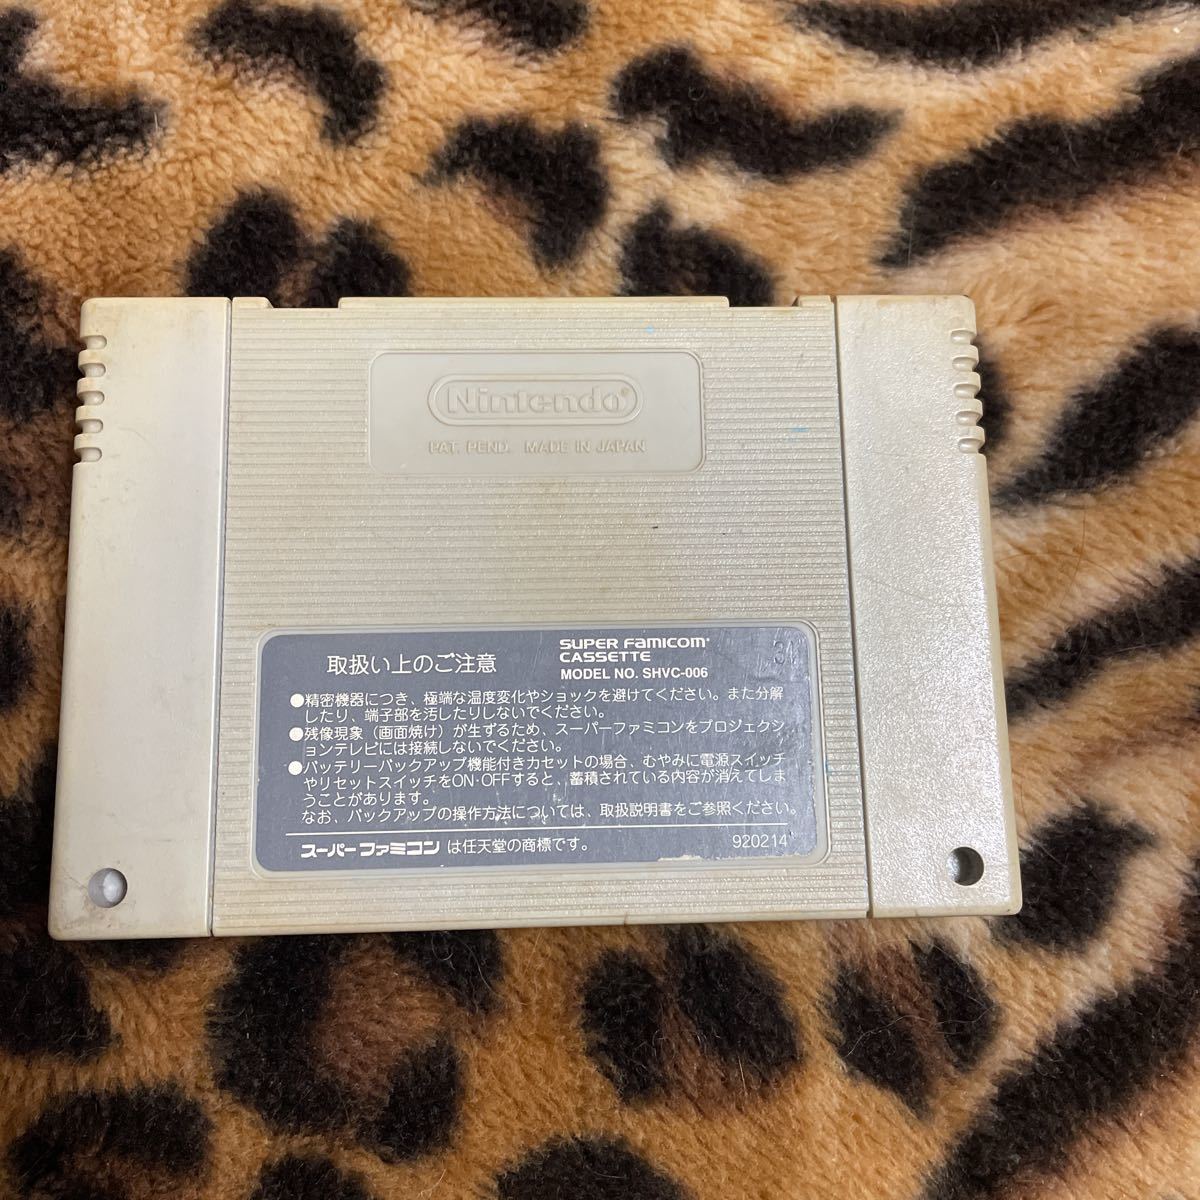 Nintendo®
PAT. PEND. MADE IN JAPAN
取扱い上のご注意
SUPER FAMICOM
CASSETTE
MODEL NO. SHVC-006
●精密機器につき、極端な温度変化やショックを避けてください。また分解
したり、端子部を汚したりしないでください。
●残像現象（画面焼け）が生ずるため、スーパーファミコンをプロジェクシ
ョンテレビには接続しないでください。
●バッテリーバックアップ機能付きカセットの場合、むやみに電源スイッチ
やリセットスイッチをON・OFFすると、蓄積されている内容が消えてしま
うことがあります。
なお、バックアップの操作方法については、取扱説明書をご参照ください。
スーパーファミコン は任天堂の商標です。
920214